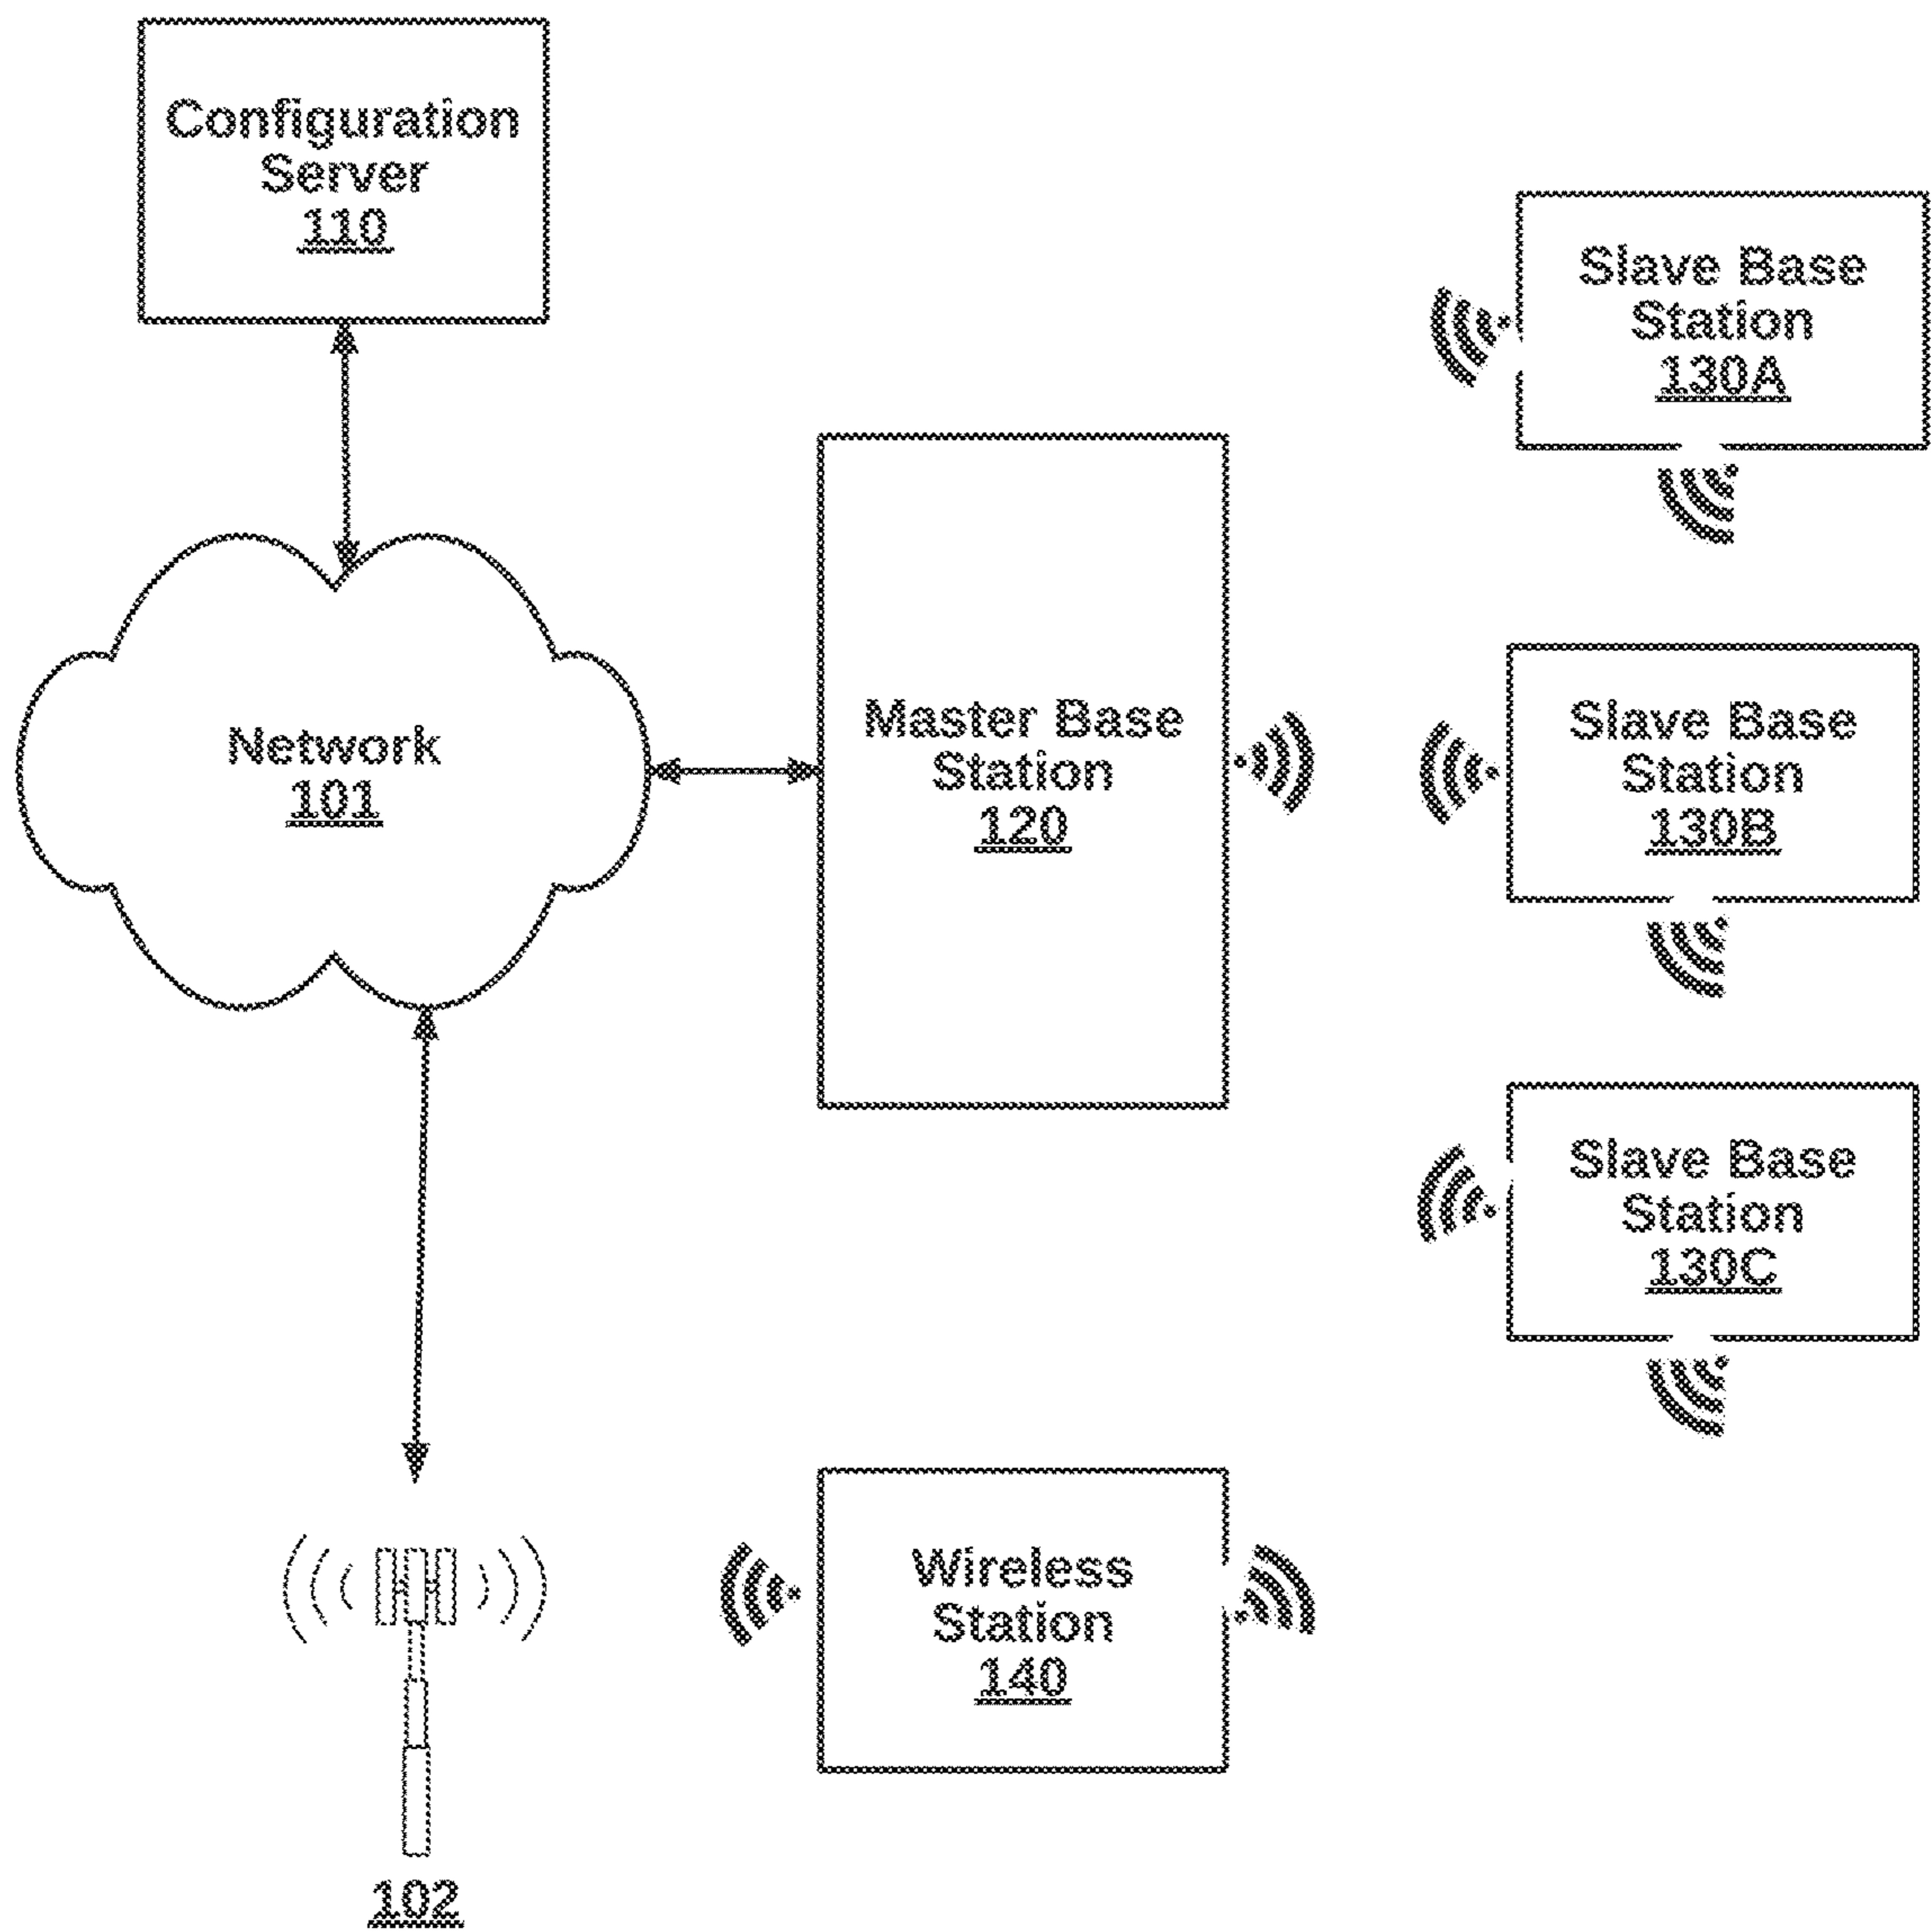 Configuration
Server
110
Slave Base
Station
130A
Network
101
Master Base
Station
120
Slave Base
Station
130B
Slave Base
Station
130C
Wireless
Station
140
102